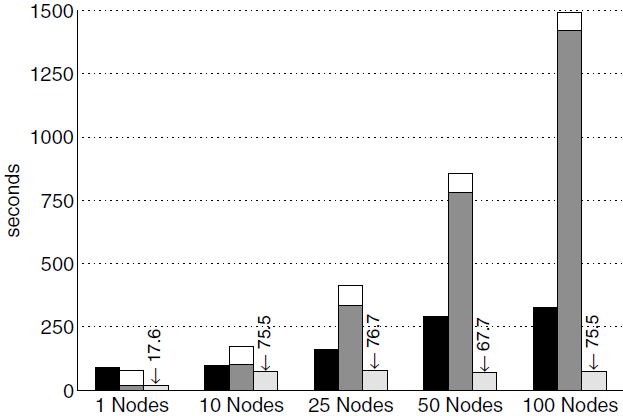 1500
1250
1000
750
500
250
0
seconds
←17.6
←75.5
←76.7
←67.7
←75.5
1 Nodes
10 Nodes
25 Nodes
50 Nodes
100 Nodes